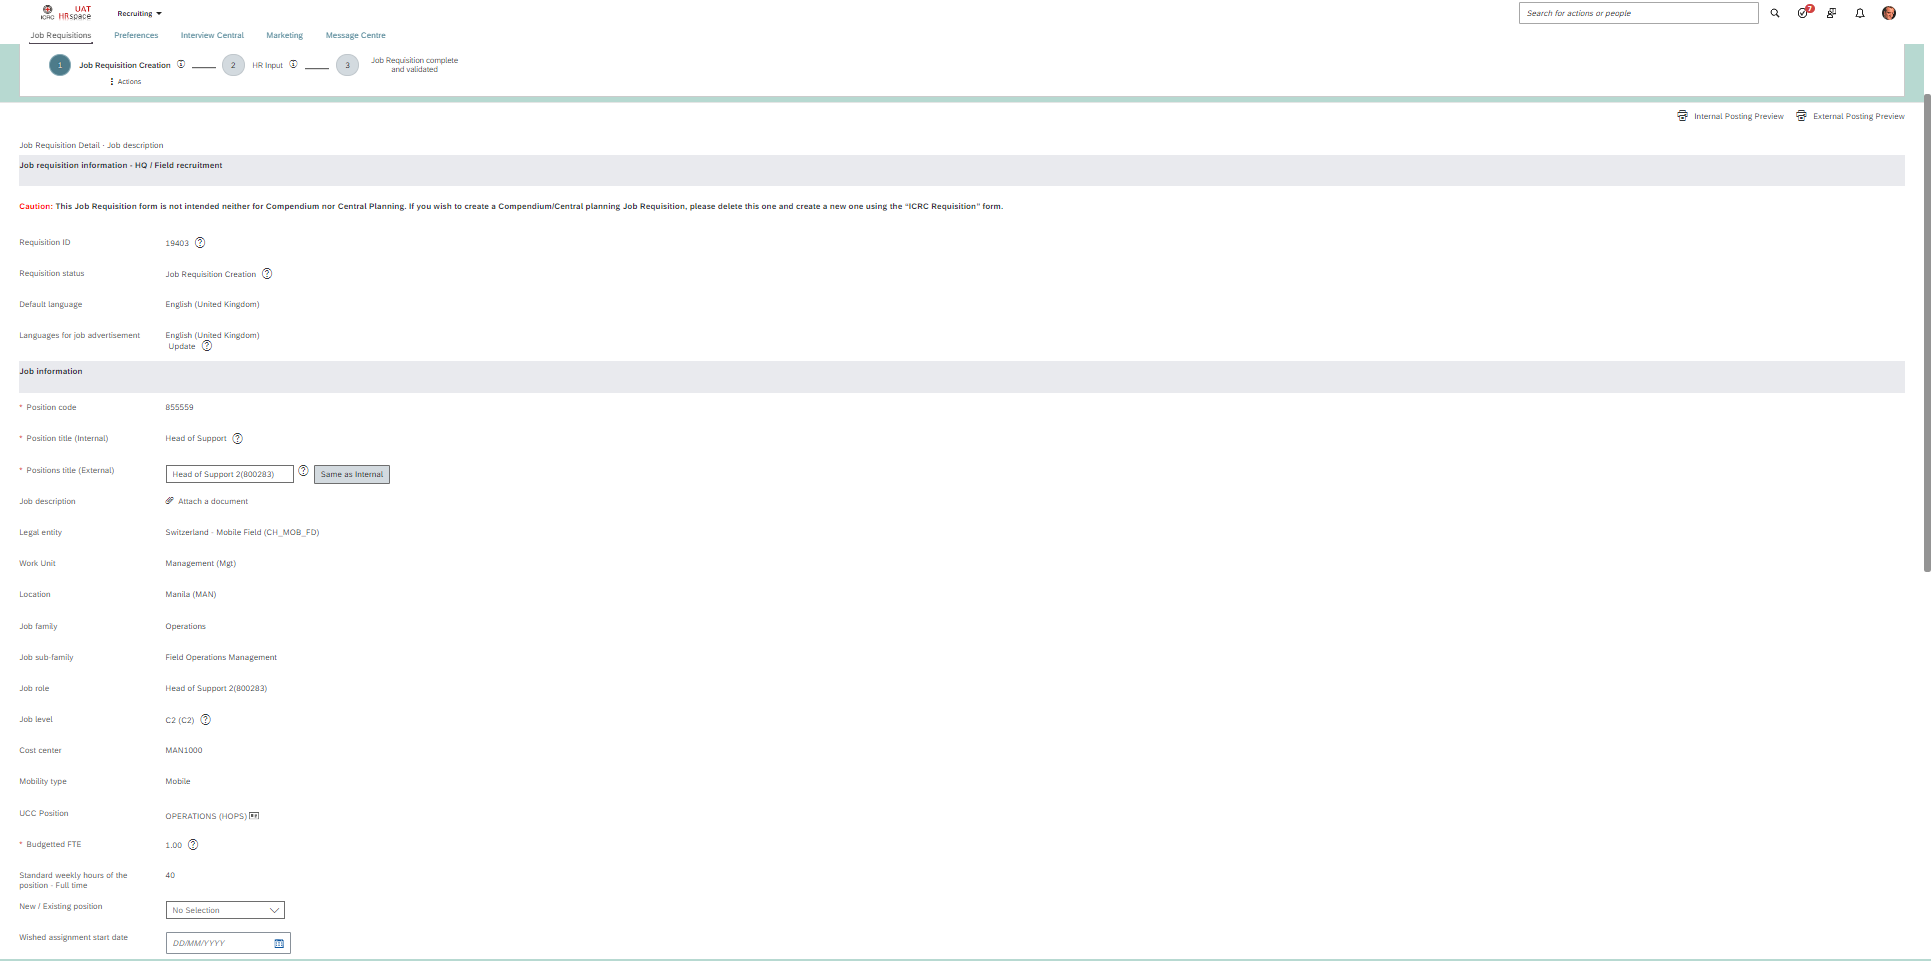 UAT
ICRC HRspace
Recruiting
Search for actions or people
7
Job Requisitions
Preferences
Interview Central
Marketing
Message Centre
1
Job Requisition Creation
2
HR Input
3
Job Requisition complete
and validated
Actions
Internal Posting Preview
External Posting Preview
Job Requisition Detail - Job description
Job requisition information - HQ / Field recruitment
Caution: This Job Requisition form is not intended neither for Compendium nor Central Planning. If you wish to create a Compendium/Central planning Job Requisition, please delete this one and create a new one using the “ICRC Requisition” form.
Requisition ID
19403
Requisition status
Job Requisition Creation
Default language
English (United Kingdom)
Languages for job advertisement
English (United Kingdom)
Update
Job information
* Position code
855559
* Position title (Internal)
Head of Support
* Positions title (External)
Head of Support 2(800283)
Same as Internal
Job description
Attach a document
Legal entity
Switzerland - Mobile Field (CH_MOB_FD)
Work Unit
Management (Mgt)
Location
Manila (MAN)
Job family
Operations
Job sub-family
Field Operations Management
Job role
Head of Support 2(800283)
Job level
C2 (C2)
Cost center
MAN1000
Mobility type
Mobile
UCC Position
OPERATIONS (HOPS)
* Budgetted FTE
1.00
Standard weekly hours of the
position - Full time
40
New / Existing position
No Selection
Wished assignment start date
DD/MM/YYYY